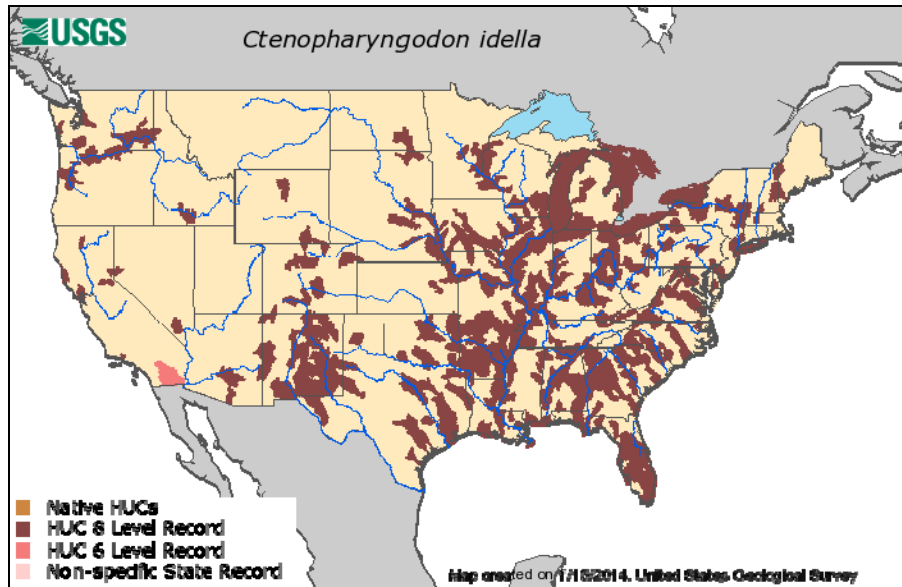 USGS
Ctenopharyngodon idella
Native HUCs
HUC 8 Level Record
HUC 6 Level Record
Non-specific State Record
Map created on 1/13/2014. United States Geological Survey